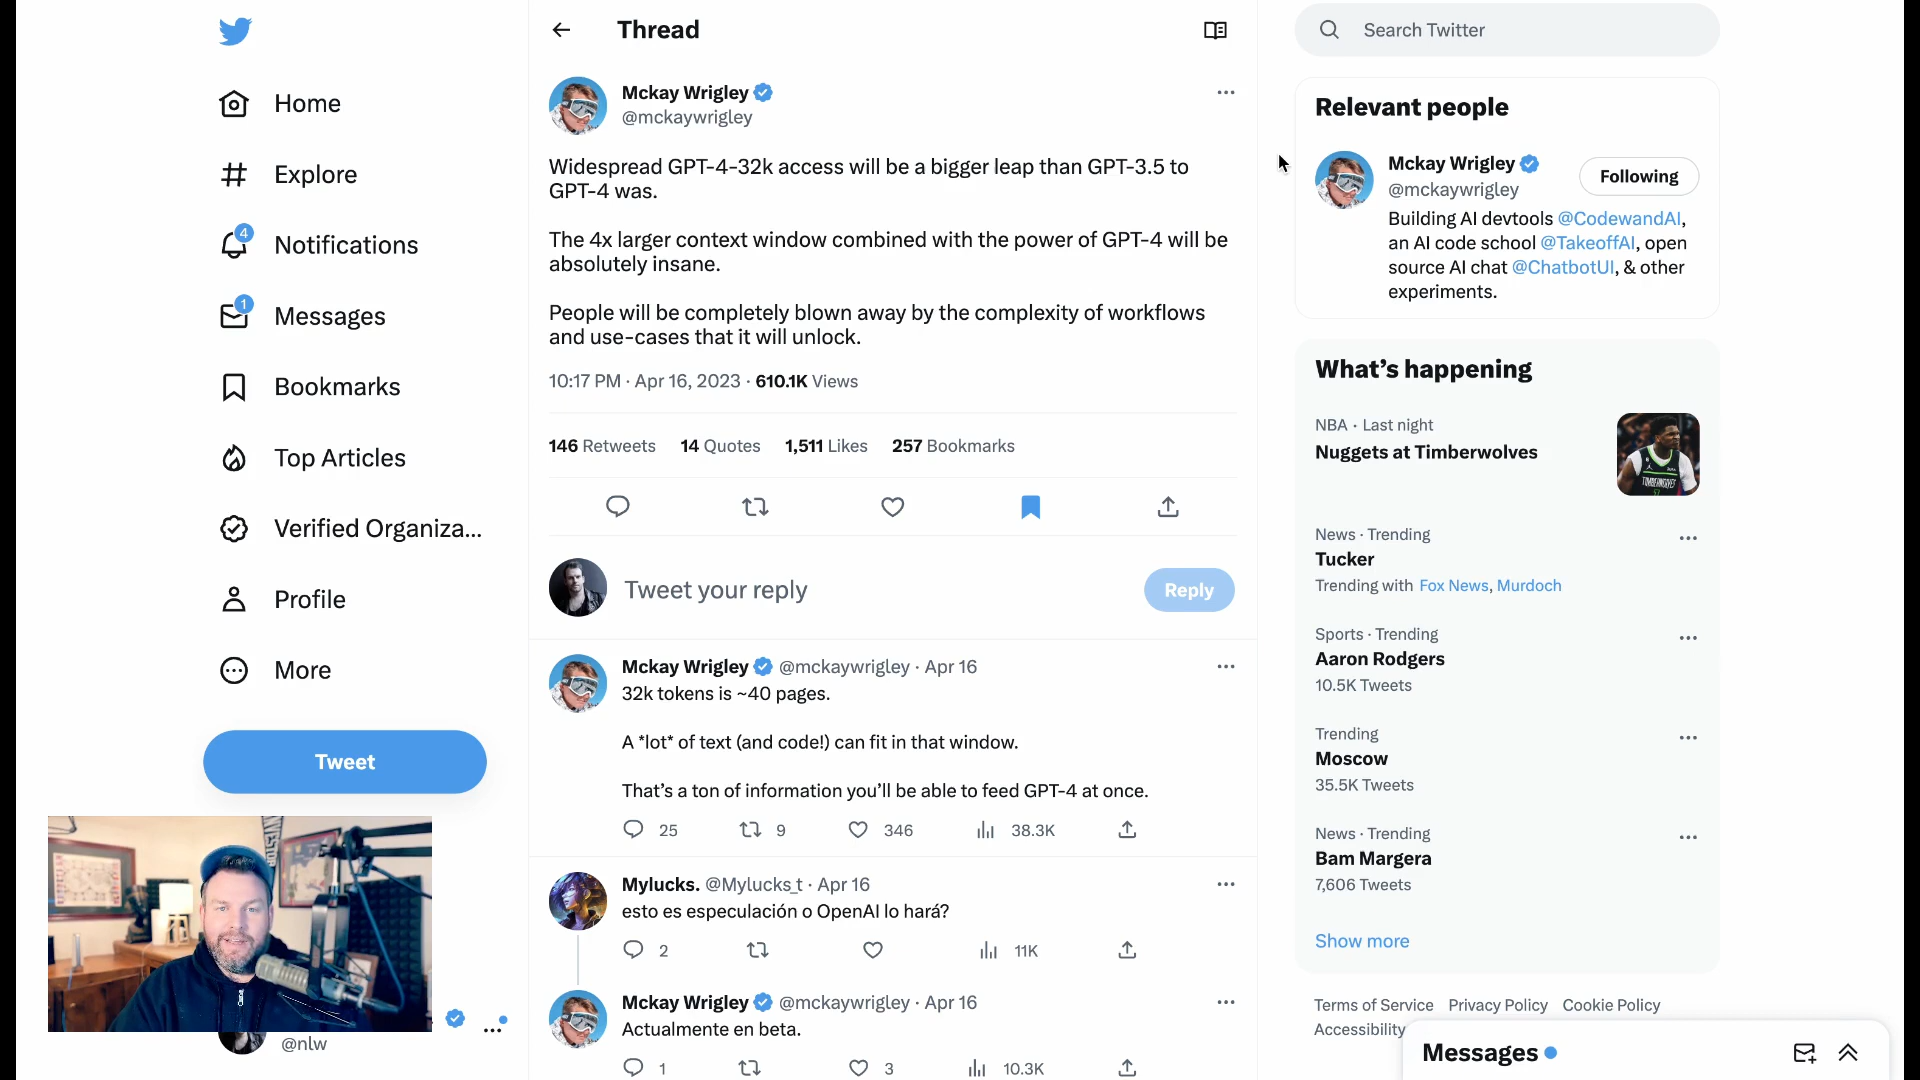 Home
Explore
4
Notifications
1
Messages
Bookmarks
Top Articles
Verified Organiza...
Profile
More
Tweet
@nlw
Thread
Mckay Wrigley
@mckaywrigley
Widespread GPT-4-32k access will be a bigger leap than GPT-3.5 to
GPT-4 was.
The 4x larger context window combined with the power of GPT-4 will be
absolutely insane.
People will be completely blown away by the complexity of workflows
and use-cases that it will unlock.
10:17 PM · Apr 16, 2023 · 610.1K Views
146 Retweets 14 Quotes 1,511 Likes 257 Bookmarks
Tweet your reply
Reply
Mckay Wrigley @mckaywrigley · Apr 16
32k tokens is ~40 pages.
A *lot* of text (and code!) can fit in that window.
That's a ton of information you'll be able to feed GPT-4 at once.
25 9 346 38.3K
Mylucks. @Mylucks_t · Apr 16
esto es especulación o OpenAI lo hará?
2 11K
Mckay Wrigley @mckaywrigley · Apr 16
Actualmente en beta.
1 3 10.3K
Search Twitter
Relevant people
Mckay Wrigley
@mckaywrigley
Following
Building AI devtools @CodewandAI,
an AI code school @TakeoffAI, open
source AI chat @ChatbotUI, & other
experiments.
What's happening
NBA · Last night
Nuggets at Timberwolves
News · Trending
Tucker
Trending with Fox News, Murdoch
Sports · Trending
Aaron Rodgers
10.5K Tweets
Trending
Moscow
35.5K Tweets
News · Trending
Bam Margera
7,606 Tweets
Show more
Terms of Service Privacy Policy Cookie Policy
Accessibility
Messages